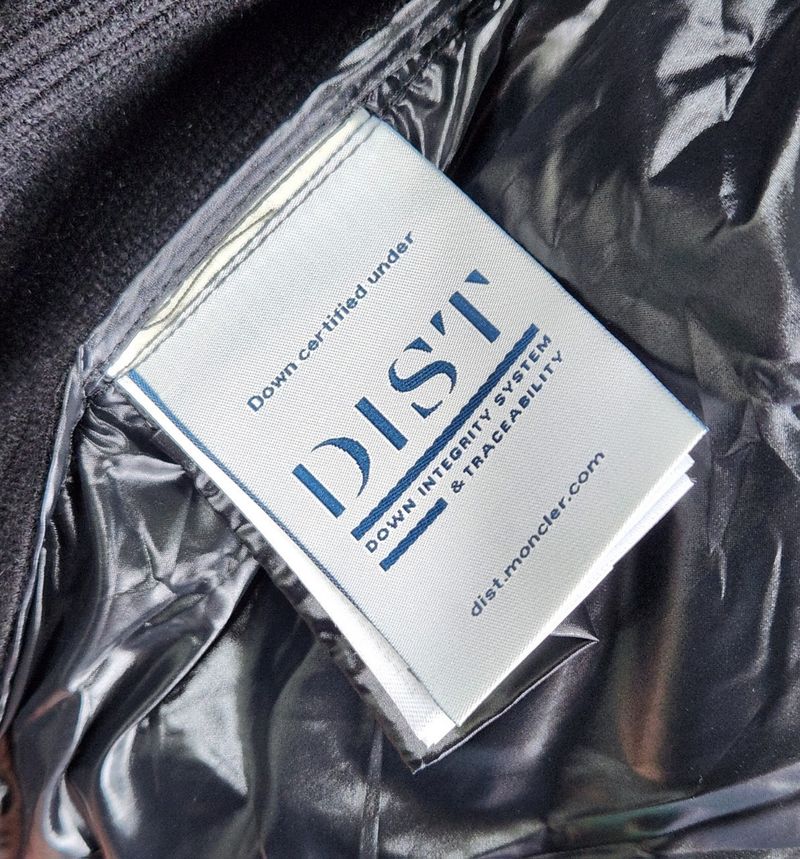 Down certified under
DIST
DOWN INTEGRITY SYSTEM
& TRACEABILITY
dist.moncler.com